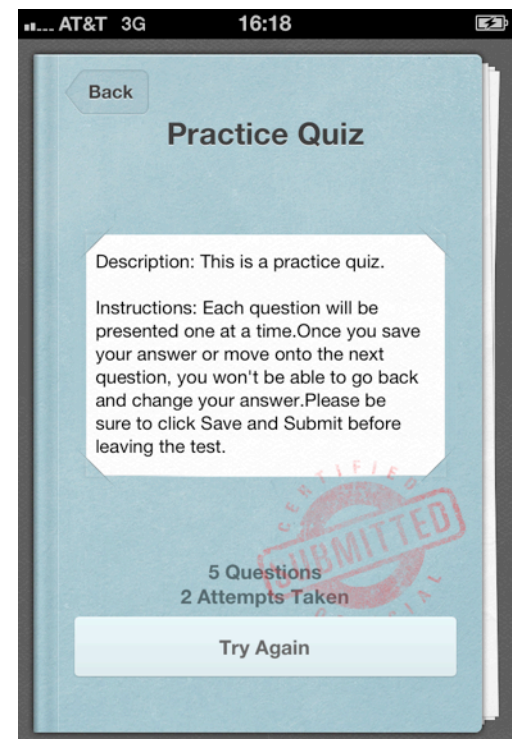 AT&T 3G 16:18
Back
Practice Quiz
Description: This is a practice quiz.
Instructions: Each question will be
presented one at a time.Once you save
your answer or move onto the next
question, you won't be able to go back
and change your answer.Please be
sure to click Save and Submit before
leaving the test.
CERTIFIED
SUBMITTED
5 Questions
2 Attempts Taken
Try Again